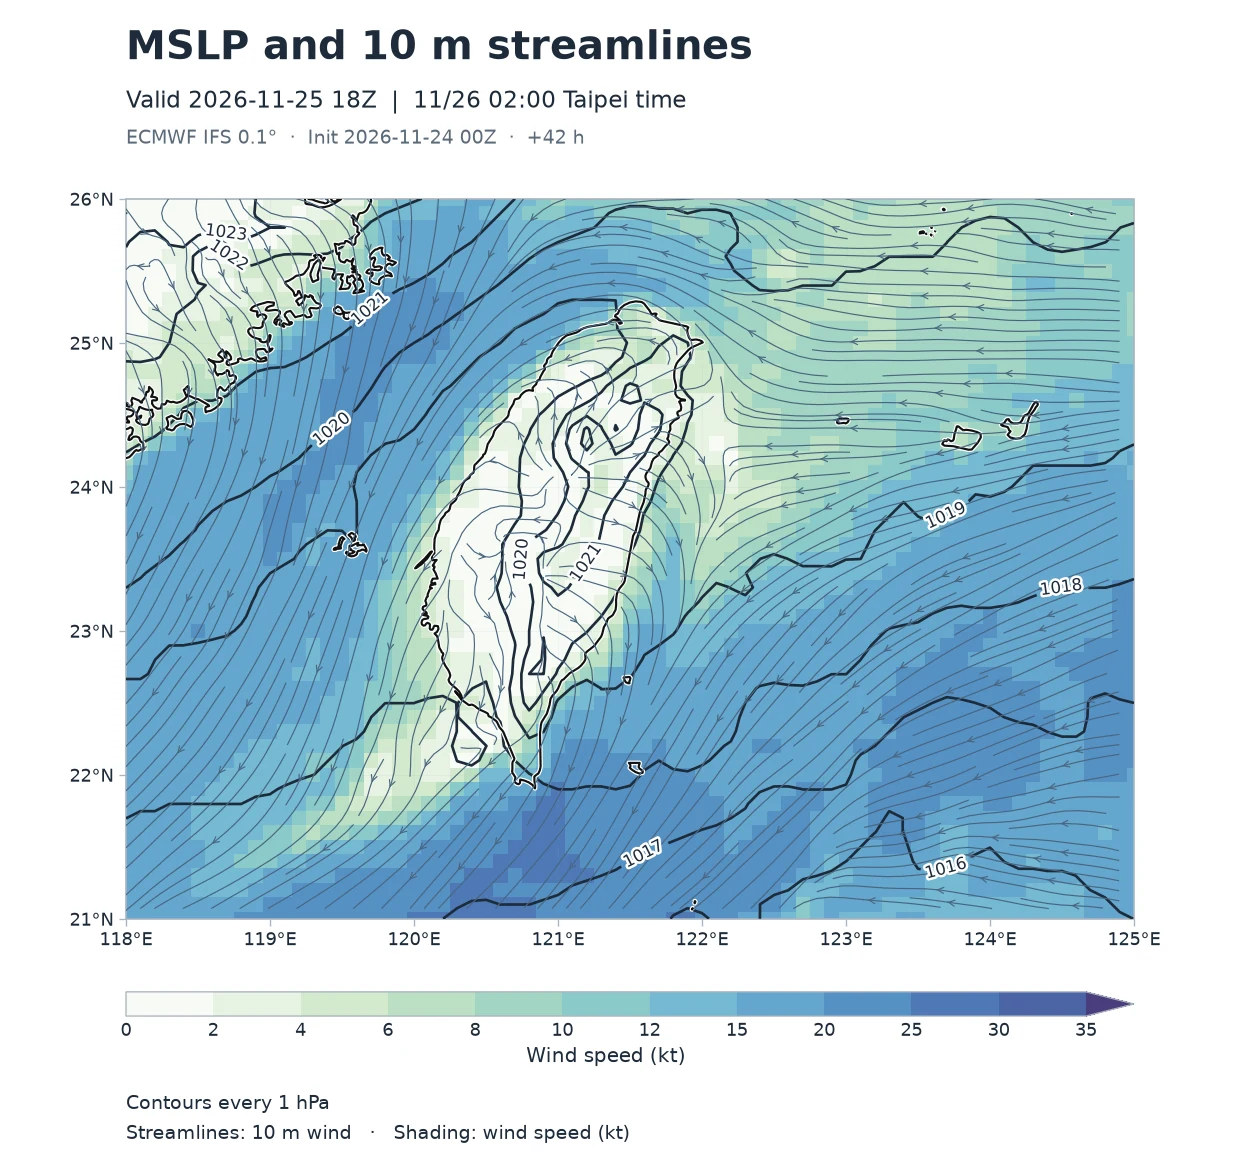 MSLP and 10 m streamlines
Valid 2026-11-25 18Z | 11/26 02:00 Taipei time
ECMWF IFS 0.1° · Init 2026-11-24 00Z · +42 h
26°N
1023
1022
1021
25°N
1020
24°N
1019
1020
1021
1018
23°N
22°N
1017
1016
21°N
118°E 119°E 120°E 121°E 122°E 123°E 124°E 125°E
0 2 4 6 8 10 12 15 20 25 30 35
Wind speed (kt)
Contours every 1 hPa
Streamlines: 10 m wind · Shading: wind speed (kt)